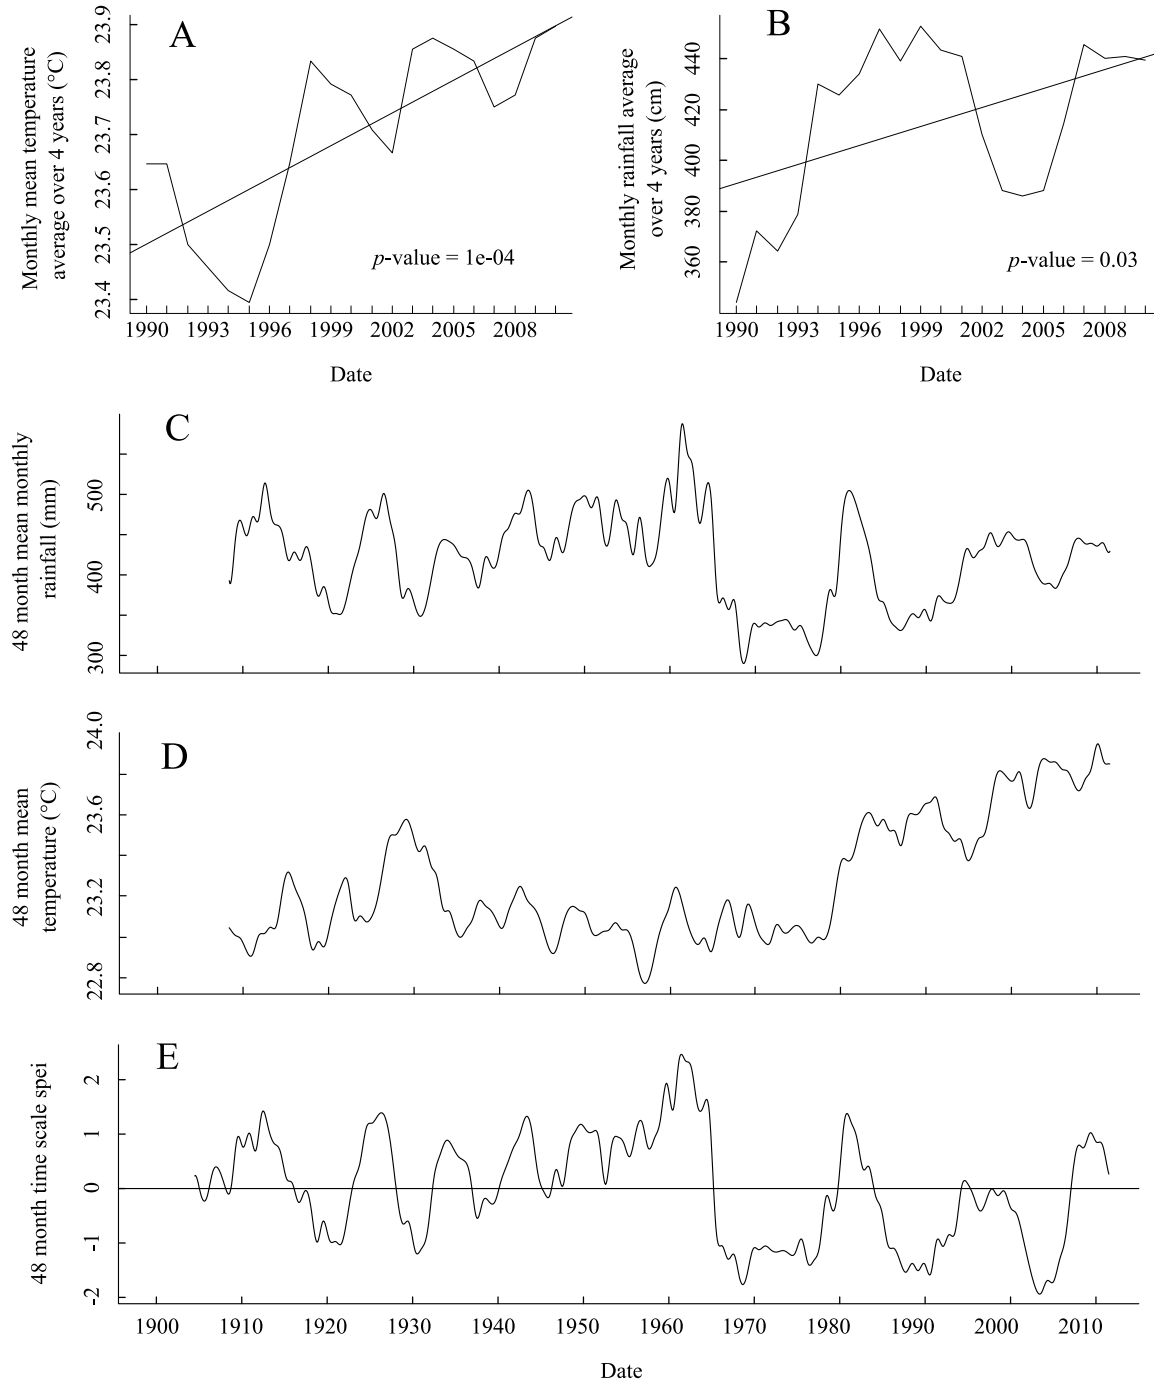 A
Monthly mean temperature
average over 4 years (°C)
23.9
23.8
23.7
23.6
23.5
23.4
p-value = 1e-04
1990 1993 1996 1999 2002 2005 2008
Date
B
Monthly rainfall average
over 4 years (cm)
440
420
400
380
360
p-value = 0.03
1990 1993 1996 1999 2002 2005 2008
Date
C
48 month mean monthly
rainfall (mm)
500
400
300
D
48 month mean
temperature (°C)
24.0
23.6
23.2
22.8
E
48 month time scale spei
2
1
0
-1
-2
1900 1910 1920 1930 1940 1950 1960 1970 1980 1990 2000 2010
Date